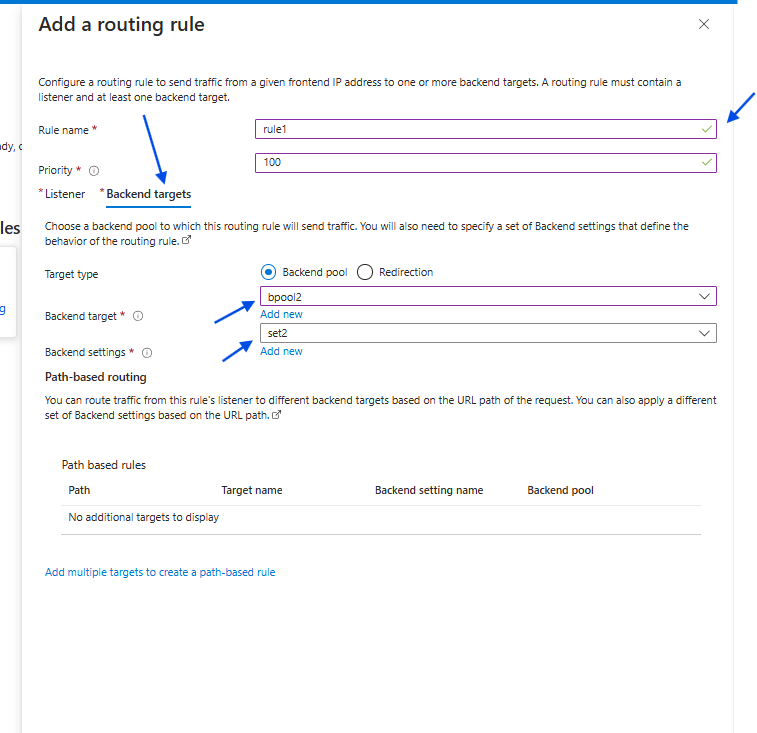 Add a routing rule
Configure a routing rule to send traffic from a given frontend IP address to one or more backend targets. A routing rule must contain a
listener and at least one backend target.
Rule name *
rule1
Priority *
100
* Listener
* Backend targets
Choose a backend pool to which this routing rule will send traffic. You will also need to specify a set of Backend settings that define the
behavior of the routing rule.
Target type
Backend pool
Redirection
Backend target *
bpool2
Add new
Backend settings *
set2
Add new
Path-based routing
You can route traffic from this rule's listener to different backend targets based on the URL path of the request. You can also apply a different
set of Backend settings based on the URL path.
Path based rules
Path Target name Backend setting name Backend pool
No additional targets to display
Add multiple targets to create a path-based rule